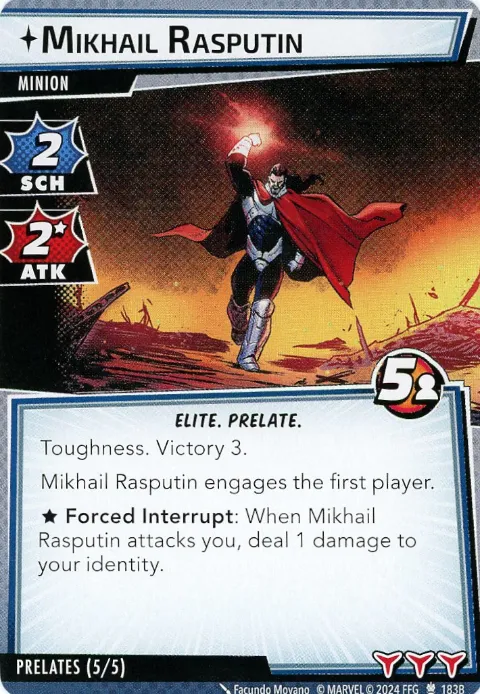 Mikhail Rasputin
MINION
2
SCH
2★
ATK
5
ELITE. PRELATE.
Toughness. Victory 3.
Mikhail Rasputin engages the first player.
★ Forced Interrupt: When Mikhail
Rasputin attacks you, deal 1 damage to
your identity.
PRELATES (5/5)
Facundo Moyano © MARVEL © 2024 FFG 183B